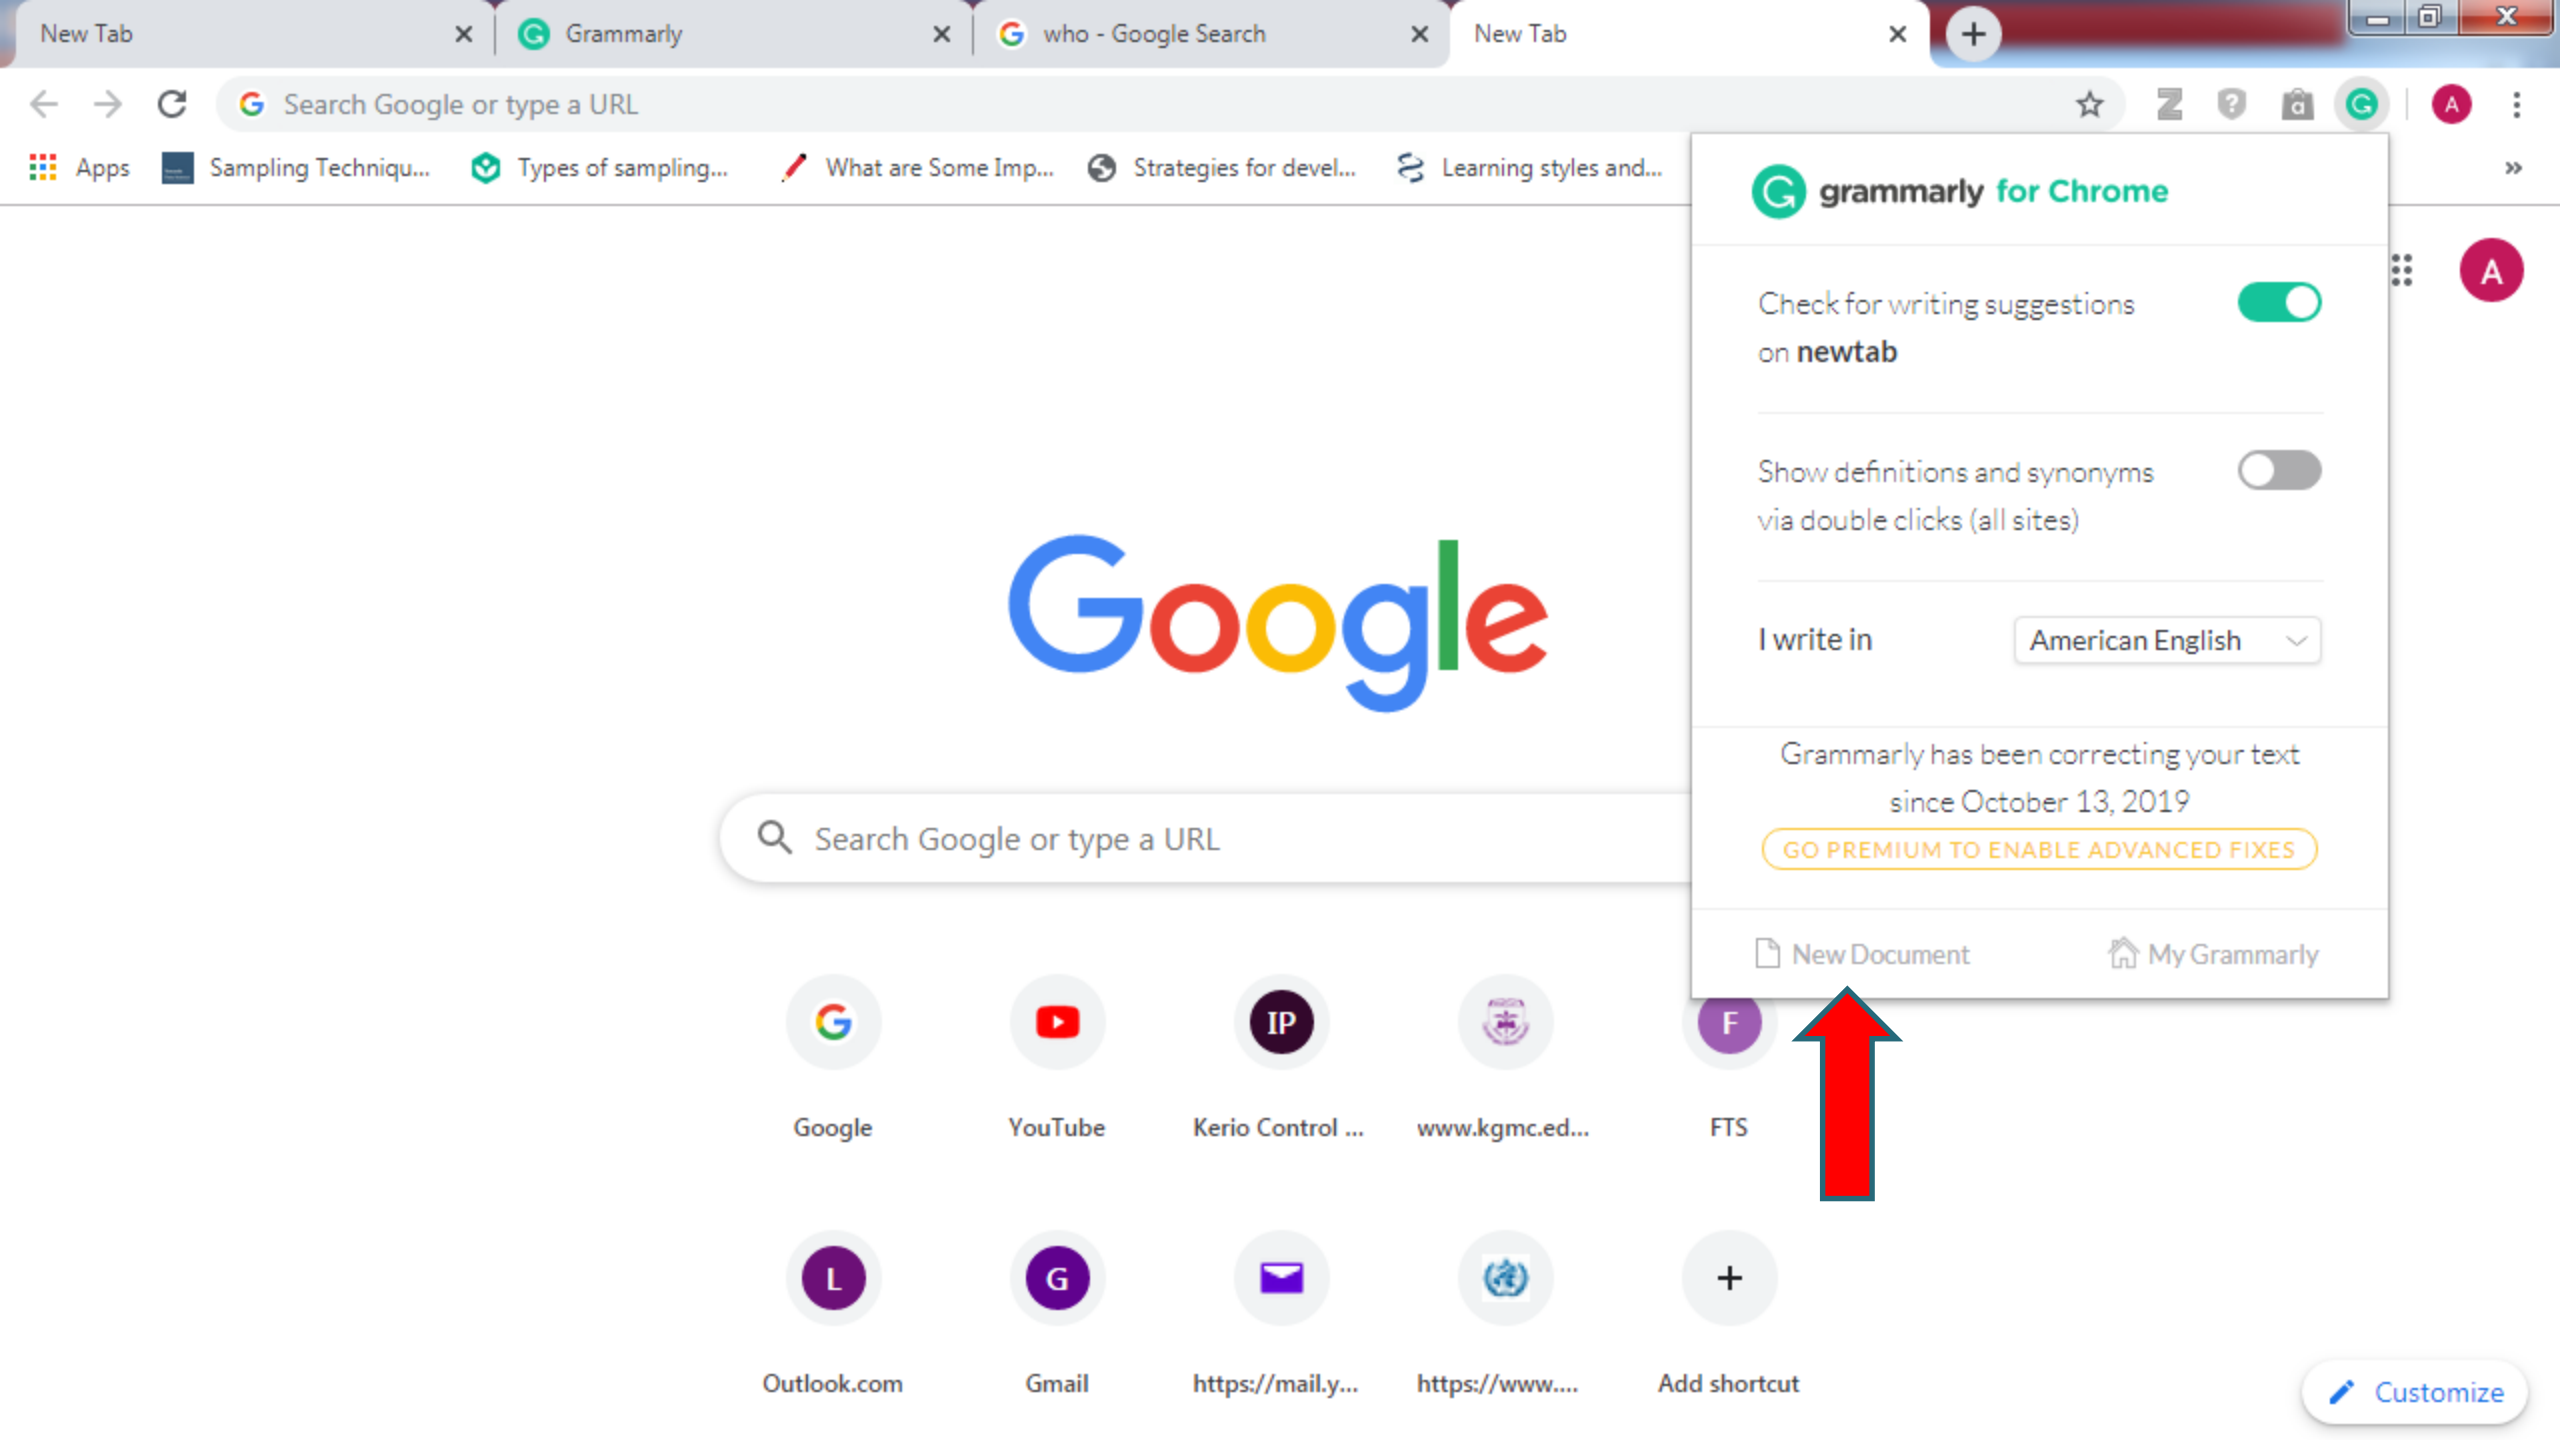 New Tab
Grammarly
who - Google Search
New Tab
Search Google or type a URL
A
Apps
Sampling Techniqu...
Types of sampling...
What are Some Imp...
Strategies for devel...
Learning styles and...
»
grammarly for Chrome
A
Check for writing suggestions
on newtab
Show definitions and synonyms
via double clicks (all sites)
I write in
American English
Grammarly has been correcting your text
since October 13, 2019
GO PREMIUM TO ENABLE ADVANCED FIXES
New Document
My Grammarly
Google
Search Google or type a URL
IP
F
Google
YouTube
Kerio Control ...
www.kgmc.ed...
FTS
L
G
Outlook.com
Gmail
https://mail.y...
https://www....
Add shortcut
Customize